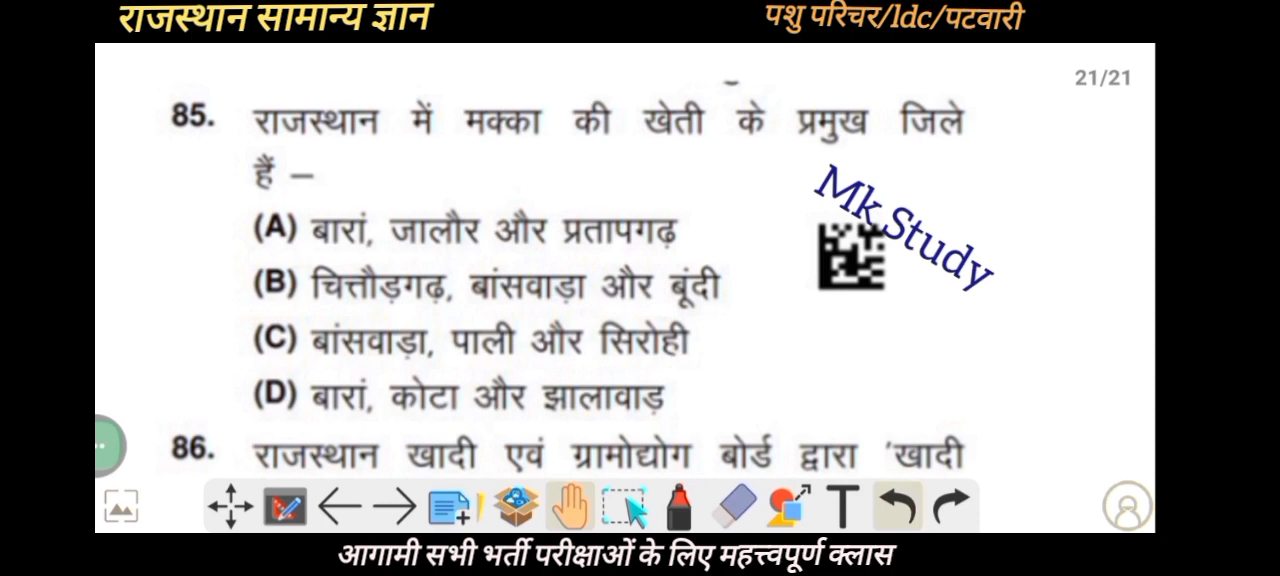 राजस्थान सामान्य ज्ञान
पशु परिचर/ldc/पटवारी
21/21
85. राजस्थान में मक्का की खेती के प्रमुख जिले
हैं –
(A) बारां, जालौर और प्रतापगढ़
(B) चित्तौड़गढ़, बांसवाड़ा और बूंदी
(C) बांसवाड़ा, पाली और सिरोही
(D) बारां, कोटा और झालावाड़
Mk Study
86. राजस्थान खादी एवं ग्रामोद्योग बोर्ड द्वारा 'खादी
T
आगामी सभी भर्ती परीक्षाओं के लिए महत्त्वपूर्ण क्लास